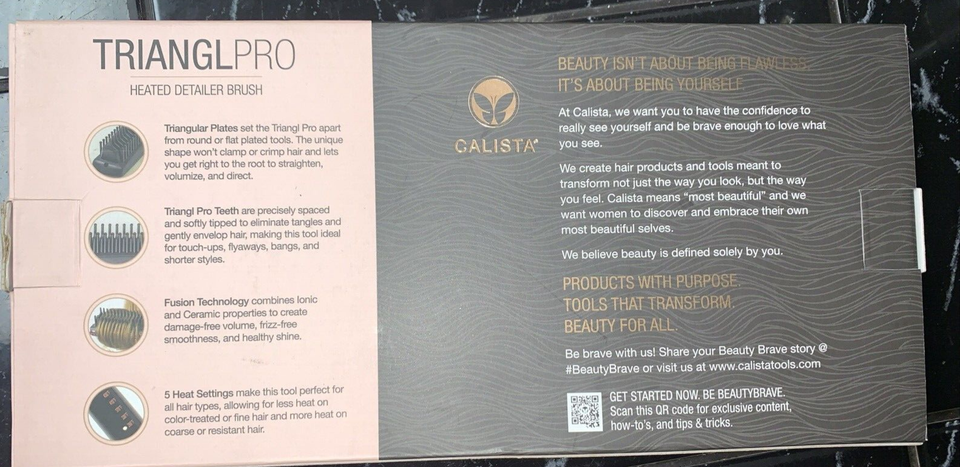 TRIANGLPRO
HEATED DETAILER BRUSH
Triangular Plates set the Triangl Pro apart
from round or flat plated tools. The unique
shape won't clamp or crimp hair and lets
you get right to the root to straighten,
volumize, and direct.
Triangl Pro Teeth are precisely spaced
and softly tipped to eliminate tangles and
gently envelop hair, making this tool ideal
for touch-ups, flyaways, bangs, and
shorter styles.
Fusion Technology combines Ionic
and Ceramic properties to create
damage-free volume, frizz-free
smoothness, and healthy shine.
5 Heat Settings make this tool perfect for
all hair types, allowing for less heat on
color-treated or fine hair and more heat on
coarse or resistant hair.
CALISTA
BEAUTY ISN'T ABOUT BEING FLAWLESS,
IT'S ABOUT BEING YOURSELF.
At Calista, we want you to have the confidence to
really see yourself and be brave enough to love what
you see.
We create hair products and tools meant to
transform not just the way you look, but the way
you feel. Calista means "most beautiful" and we
want women to discover and embrace their own
most beautiful selves.
We believe beauty is defined solely by you.
PRODUCTS WITH PURPOSE.
TOOLS THAT TRANSFORM.
BEAUTY FOR ALL.
Be brave with us! Share your Beauty Brave story @
#BeautyBrave or visit us at www.calistatools.com
GET STARTED NOW. BE BEAUTYBRAVE.
Scan this QR code for exclusive content,
how-to's, and tips & tricks.